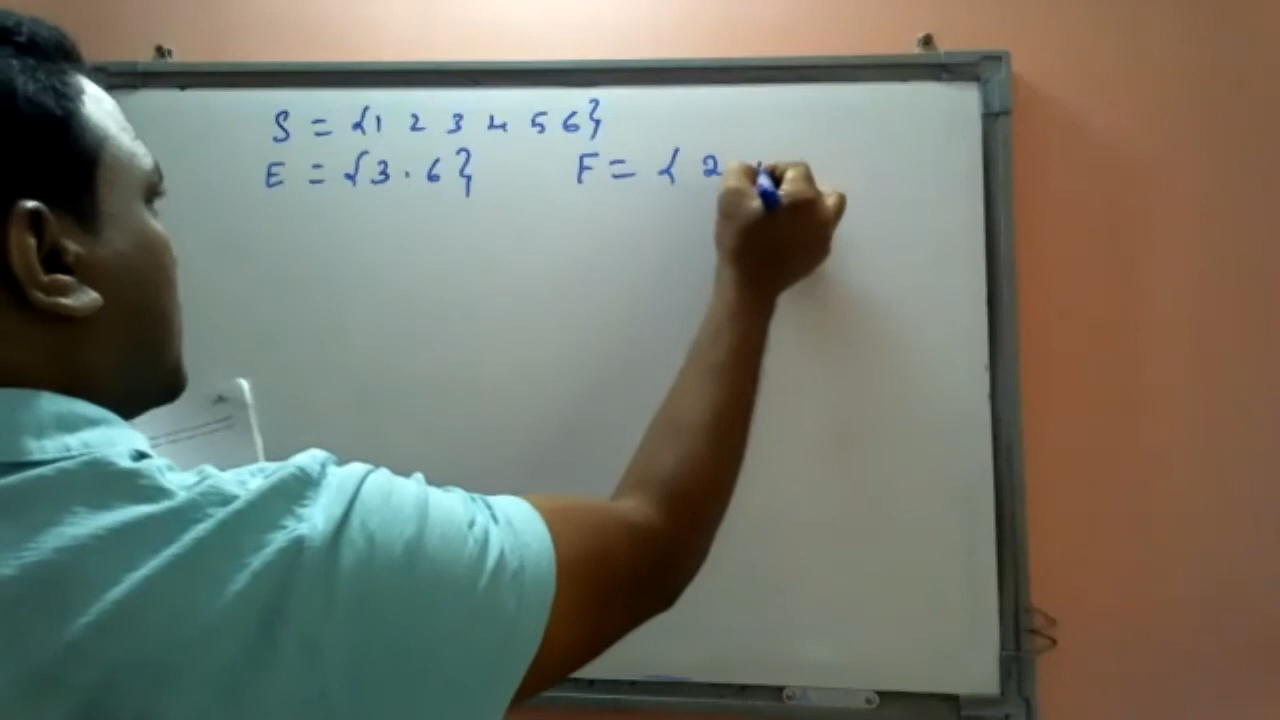 S = {1 2 3 4 5 6}
E = {3 . 6} F = { 2